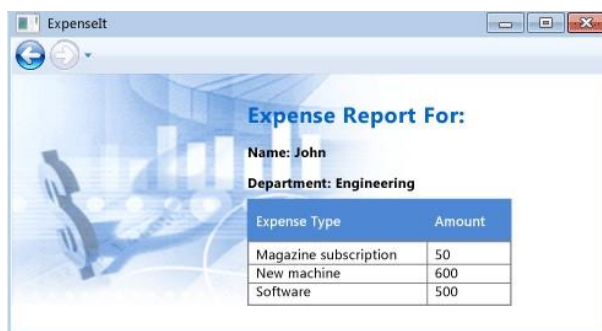 ExpenseIt
Expense Report For:
Name: John
Department: Engineering
Expense Type Amount
Magazine subscription 50
New machine 600
Software 500